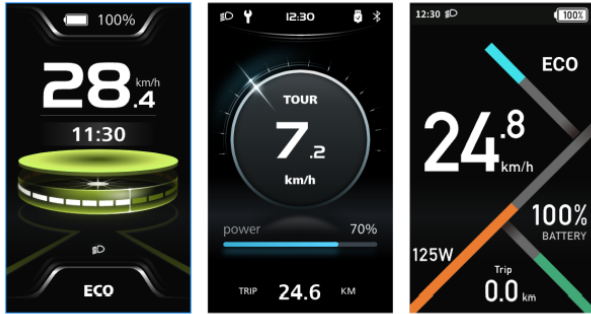 100%
28.4 km/h
11:30
ECO
12:30
TOUR
7.2
km/h
power 70%
TRIP 24.6 KM
12:30 100%
ECO
24.8 km/h
100%
BATTERY
125W
Trip
0.0 km